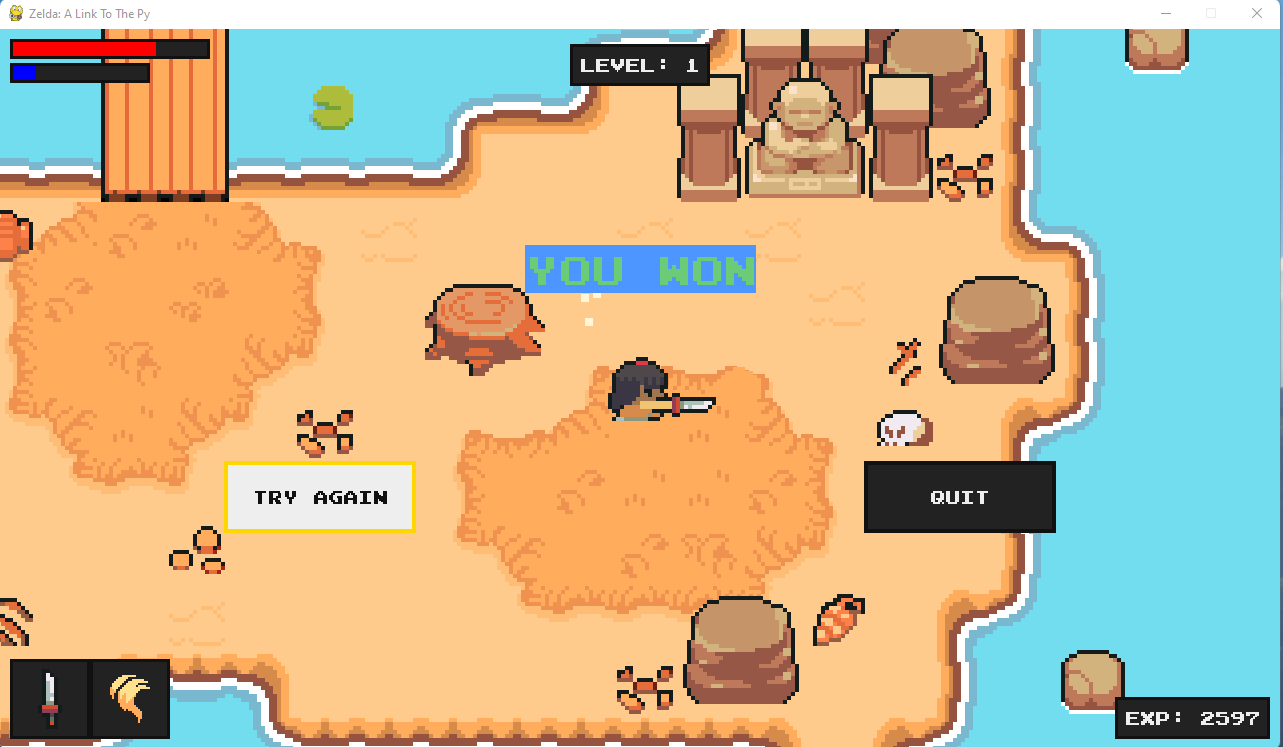 Zelda: A Link To The Py
LEVEL: 1
YOU WON
TRY AGAIN
QUIT
EXP: 2597